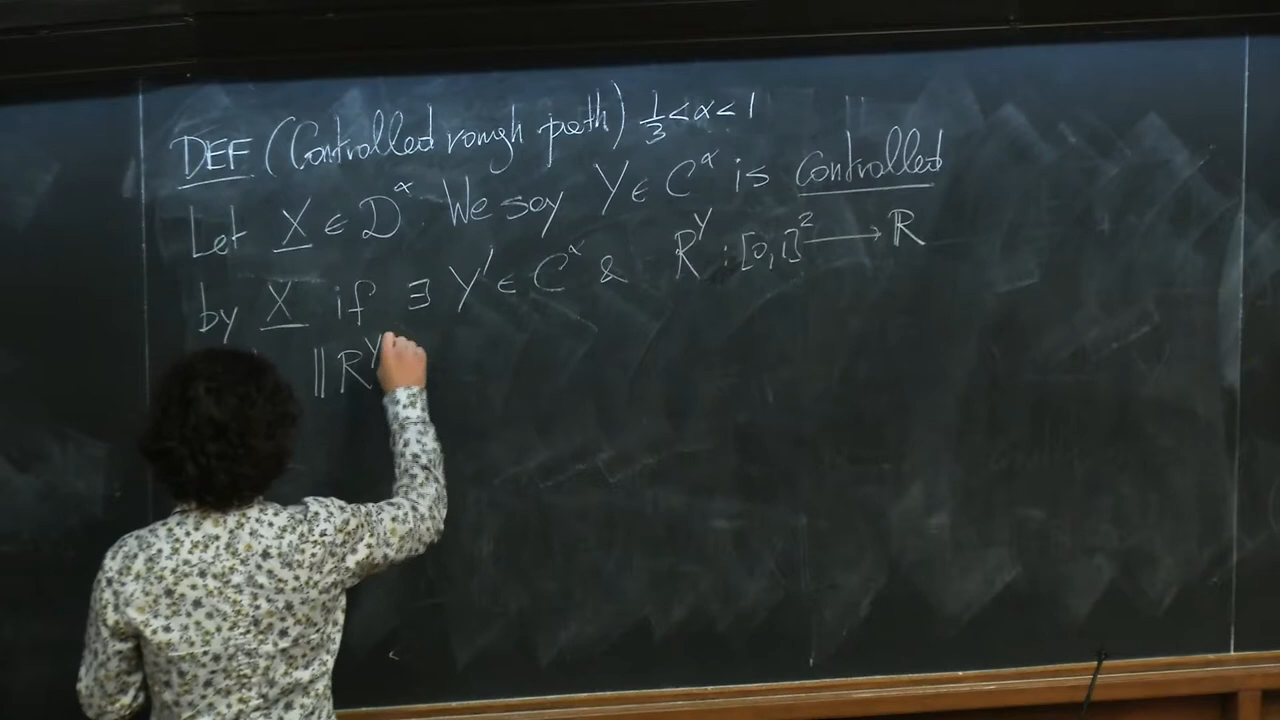 DEF (Controlled rough path) 1/3 < α < 1
Let X ∈ D^α. We say Y ∈ C^α is controlled
by X if ∃ Y' ∈ C^α & R^Y : [0,1]^2 → R
‖ R^Y